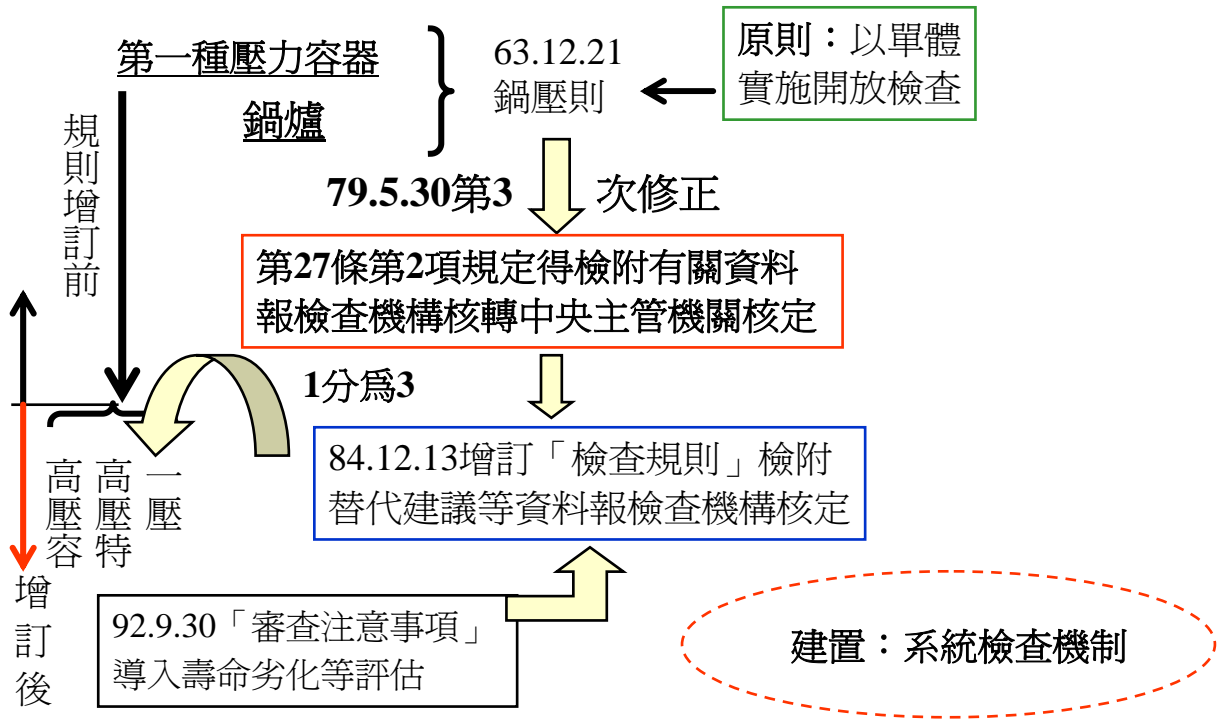 第一種壓力容器
鍋爐
63.12.21
鍋壓則
原則：以單體
實施開放檢查
規則增訂前
79.5.30第3 次修正
第27條第2項規定得檢附有關資料
報檢查機構核轉中央主管機關核定
1分爲3
84.12.13增訂「檢查規則」檢附
替代建議等資料報檢查機構核定
一壓
高壓特
高壓容
增訂後
92.9.30「審查注意事項」
導入壽命劣化等評估
建置：系統檢查機制